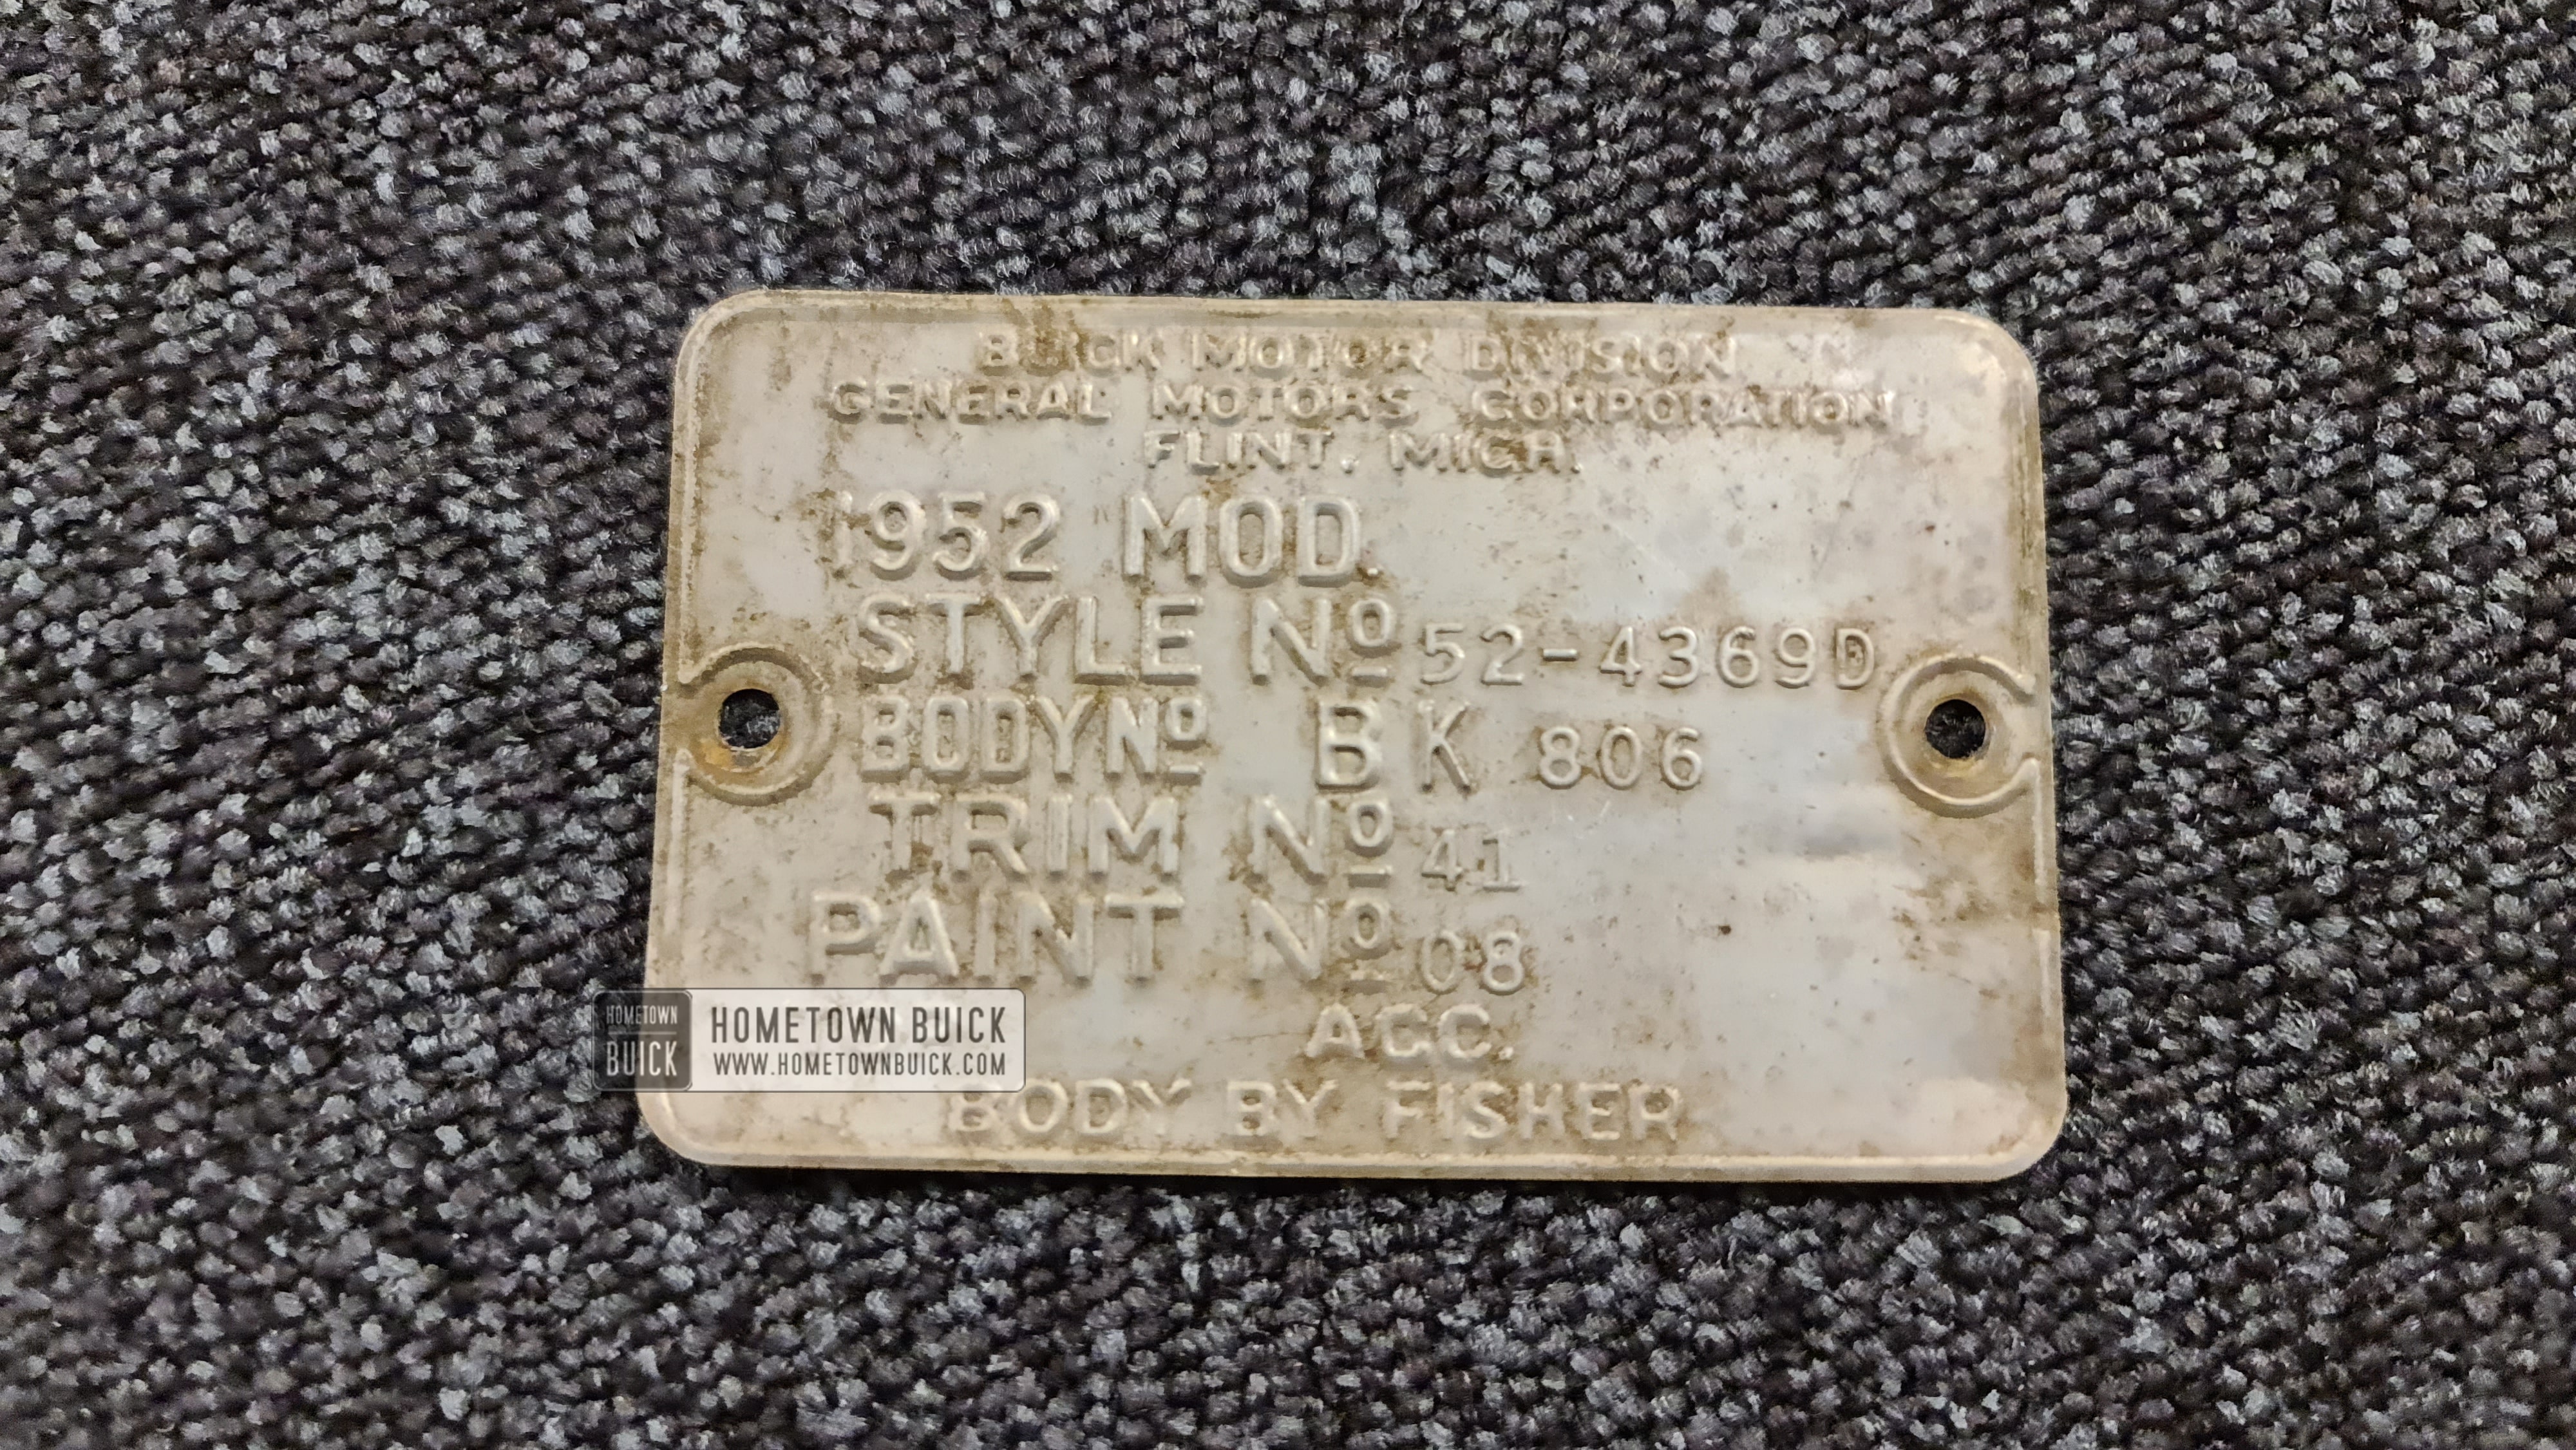 BUICK MOTOR DIVISION
GENERAL MOTORS CORPORATION
FLINT, MICH.
1952 MOD.
STYLE Nº 52-4369D
BODY Nº BK 806
TRIM Nº 41
PAINT Nº 08
ACC.
BODY BY FISHER
HOMETOWN
BUICK
HOMETOWN BUICK
WWW.HOMETOWNBUICK.COM